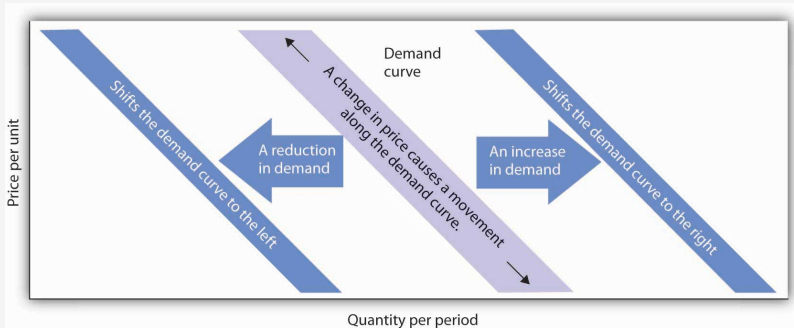 Demand
curve
Shifts the demand curve to the left
A reduction
in demand
A change in price causes a movement
along the demand curve.
An increase
in demand
Shifts the demand curve to the right
Price per unit
Quantity per period